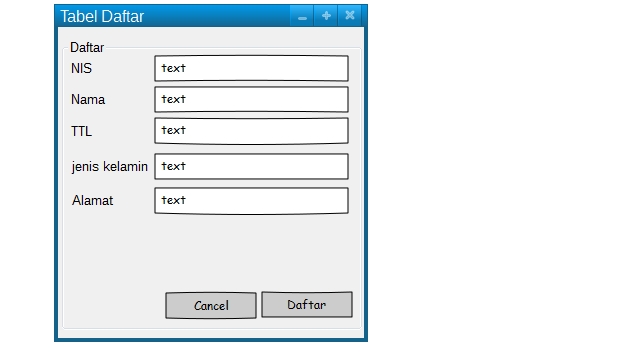 Tabel Daftar
Daftar
NIS text
Nama text
TTL text
jenis kelamin text
Alamat text
Cancel Daftar